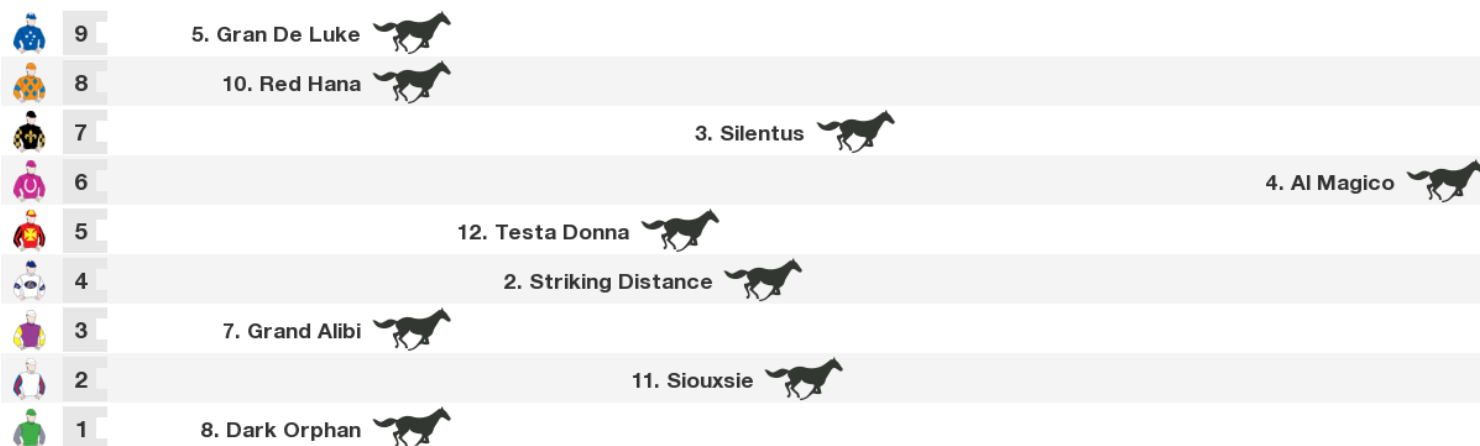 9 5. Gran De Luke
8 10. Red Hana
7 3. Silentus
6 4. Al Magico
5 12. Testa Donna
4 2. Striking Distance
3 7. Grand Alibi
2 11. Siouxsie
1 8. Dark Orphan